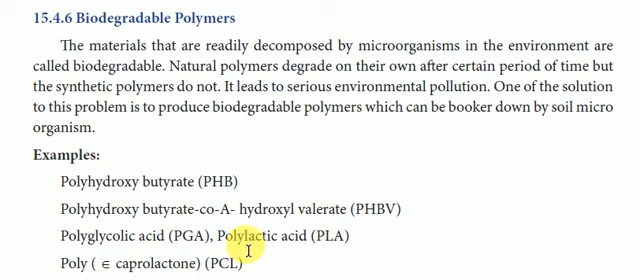 15.4.6 Biodegradable Polymers
The materials that are readily decomposed by microorganisms in the environment are
called biodegradable. Natural polymers degrade on their own after certain period of time but
the synthetic polymers do not. It leads to serious environmental pollution. One of the solution
to this problem is to produce biodegradable polymers which can be booker down by soil micro
organism.
Examples:
Polyhydroxy butyrate (PHB)
Polyhydroxy butyrate-co-A- hydroxyl valerate (PHBV)
Polyglycolic acid (PGA), Polylactic acid (PLA)
Poly ( ∈ caprolactone) (PCL)